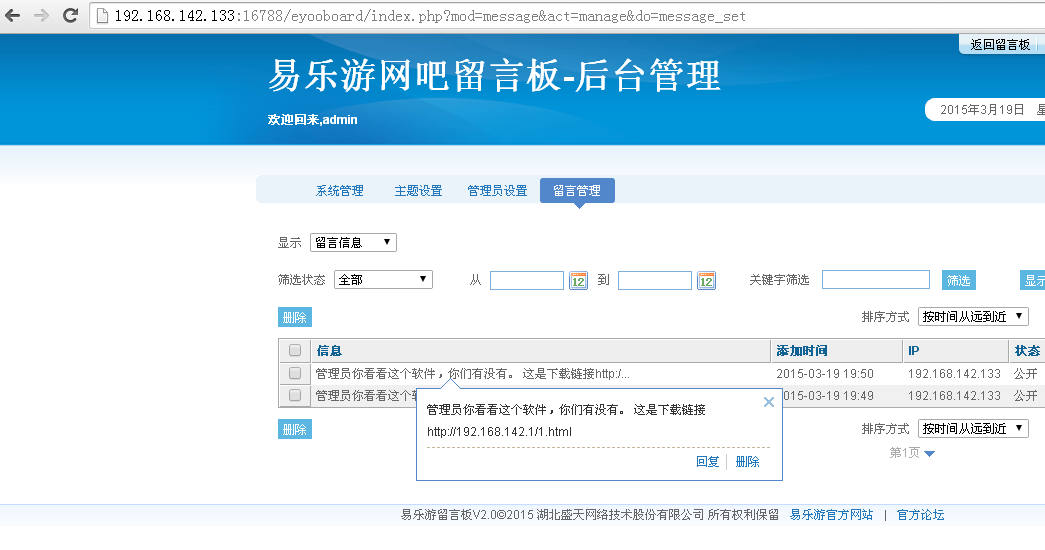 192.168.142.133:16788/eyooboard/index.php?mod=message&act=manage&do=message_set
返回留言板
易乐游网吧留言板-后台管理
欢迎回来,admin
2015年3月19日 星
系统管理 主题设置 管理员设置 留言管理
显示 留言信息
筛选状态 全部 从 12 到 12 关键字筛选 筛选 显示
删除 排序方式 按时间从远到近
信息 添加时间 IP 状态
管理员你看看这个软件，你们有没有。 这是下载链接http:/... 2015-03-19 19:50 192.168.142.133 公开
管理员你看看这个 2015-03-19 19:49 192.168.142.133 公开
管理员你看看这个软件，你们有没有。 这是下载链接
http://192.168.142.1/1.html
回复 删除
删除 排序方式 按时间从远到近
第1页
易乐游留言板V2.0©2015 湖北盛天网络技术股份有限公司 所有权利保留 易乐游官方网站 | 官方论坛